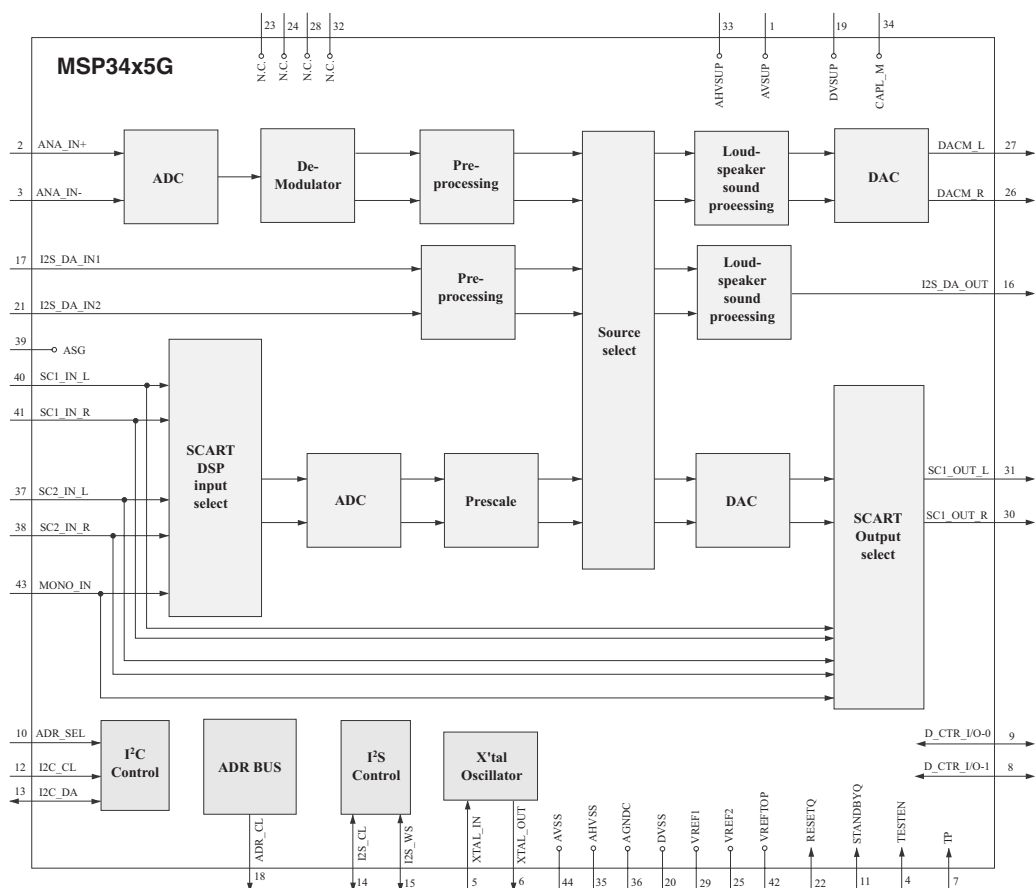 23
24
28
32
33
1
19
34
MSP34x5G
N.C.
N.C.
N.C.
N.C.
AHVSUP
AVSUP
DVSUP
CAPL_M
2 ANA_IN+
3 ANA_IN-
ADC
De-
Modulator
Pre-
processing
Loud-
speaker
sound
proeessing
DAC
DACM_L 27
DACM_R 26
17 I2S_DA_IN1
21 I2S_DA_IN2
Pre-
processing
Source
select
Loud-
speaker
sound
proeessing
I2S_DA_OUT 16
39 ASG
40 SC1_IN_L
41 SC1_IN_R
37 SC2_IN_L
38 SC2_IN_R
43 MONO_IN
SCART
DSP
input
select
ADC
Prescale
DAC
SCART
Output
select
SC1_OUT_L 31
SC1_OUT_R 30
10 ADR_SEL
12 I2C_CL
13 I2C_DA
I²C
Control
ADR BUS
I²S
Control
X'tal
Oscillator
D_CTR_I/O-0 9
D_CTR_I/O-1 8
ADR_CL
I2S_CL
I2S_WS
XTAL_IN
XTAL_OUT
AVSS
AHVSS
AGNDC
DVSS
VREF1
VREF2
VREFTOP
RESETQ
STANDBYQ
TESTEN
TP
18
14
15
5
6
44
35
36
20
29
25
42
22
11
4
7